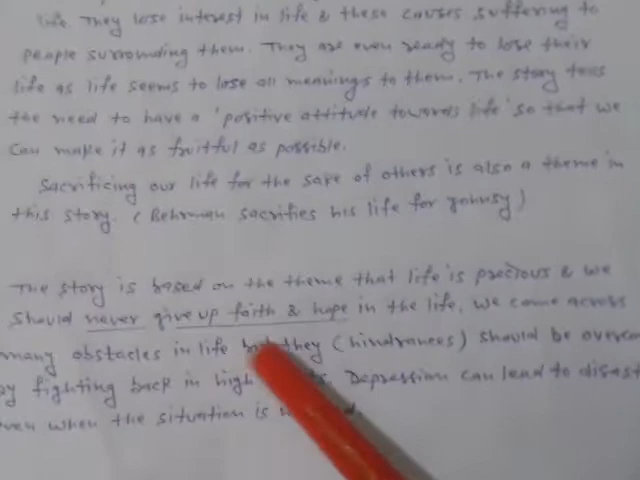 life. They lose interest in life & these causes suffering to
people surrounding them. They are even ready to lose their
life as life seems to lose all meanings to them. The story tells
the need to have a 'positive attitude towards life' so that we
can make it as fruitful as possible.
Sacrificing our life for the sake of others is also a theme in
this story. (Behrman sacrifies his life for Johnsy)
The story is based on the theme that life is precious & we
should never give up faith & hope in the life. We come across
many obstacles in life but they (hindrances) should be overcom
by fighting back in high Depression can lead to disast
even when the situation is